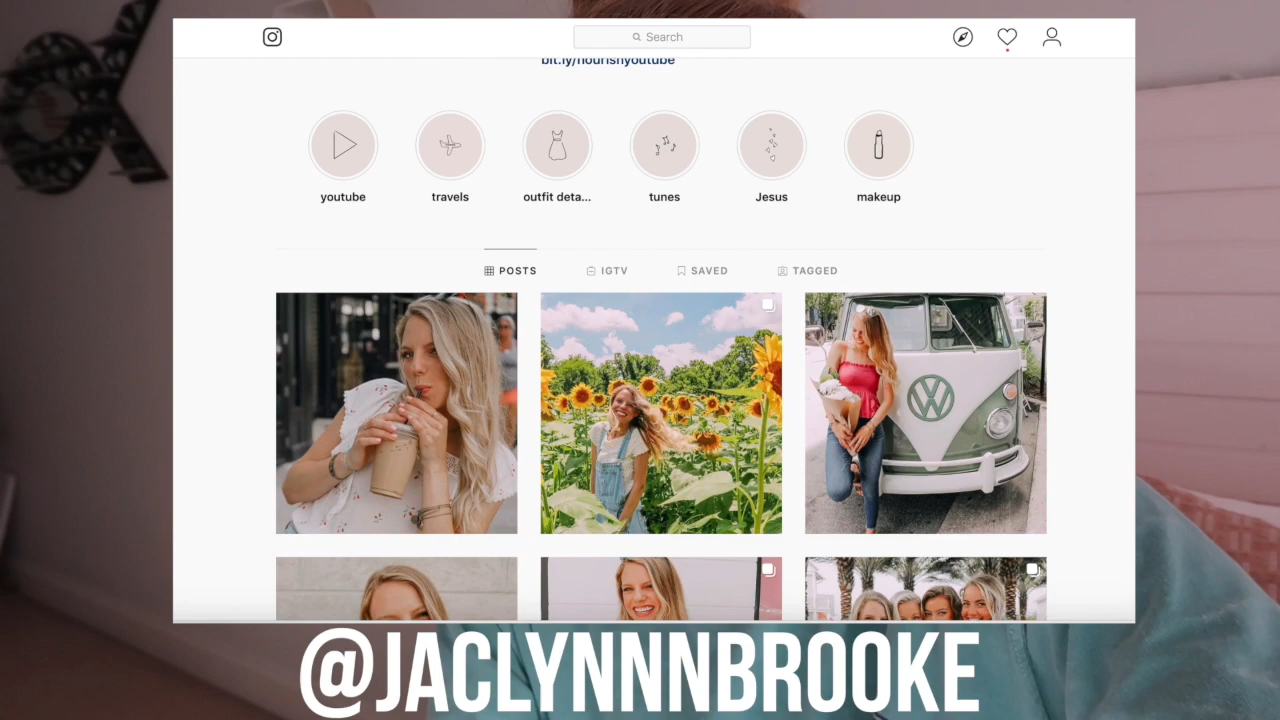 Search
bit.ly/nourishyoutube
youtube
travels
outfit deta...
tunes
Jesus
makeup
POSTS
IGTV
SAVED
TAGGED
@JACLYNNNBROOKE